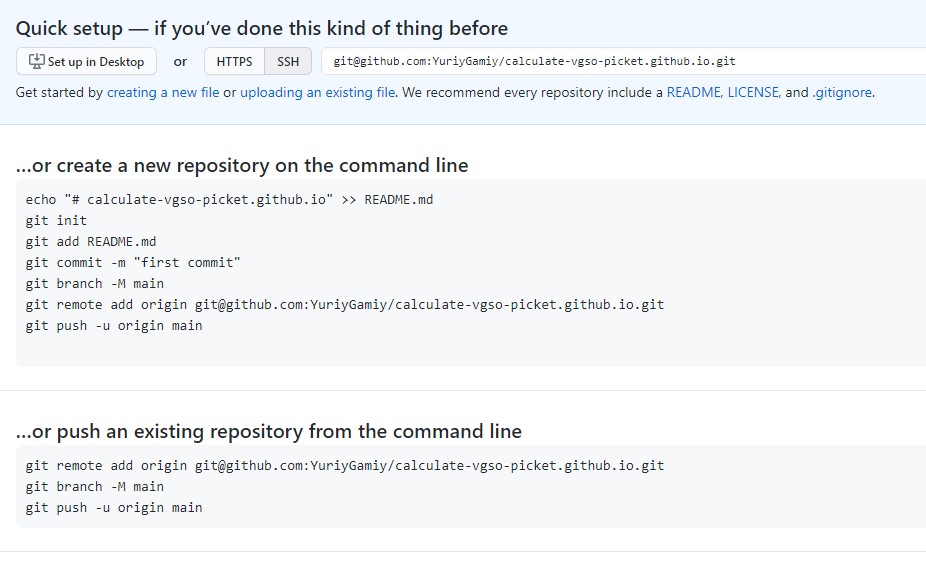 Quick setup — if you've done this kind of thing before
Set up in Desktop or HTTPS SSH git@github.com:YuriyGamiy/calculate-vgso-picket.github.io.git
Get started by creating a new file or uploading an existing file. We recommend every repository include a README, LICENSE, and .gitignore.
…or create a new repository on the command line
echo "# calculate-vgso-picket.github.io" >> README.md
git init
git add README.md
git commit -m "first commit"
git branch -M main
git remote add origin git@github.com:YuriyGamiy/calculate-vgso-picket.github.io.git
git push -u origin main
…or push an existing repository from the command line
git remote add origin git@github.com:YuriyGamiy/calculate-vgso-picket.github.io.git
git branch -M main
git push -u origin main